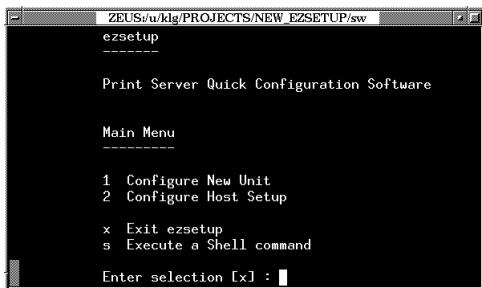 ZEUS:/u/klg/PROJECTS/NEW_EZSETUP/sw
ezsetup
-------
Print Server Quick Configuration Software
Main Menu
---------
1 Configure New Unit
2 Configure Host Setup
x Exit ezsetup
s Execute a Shell command
Enter selection [x] :